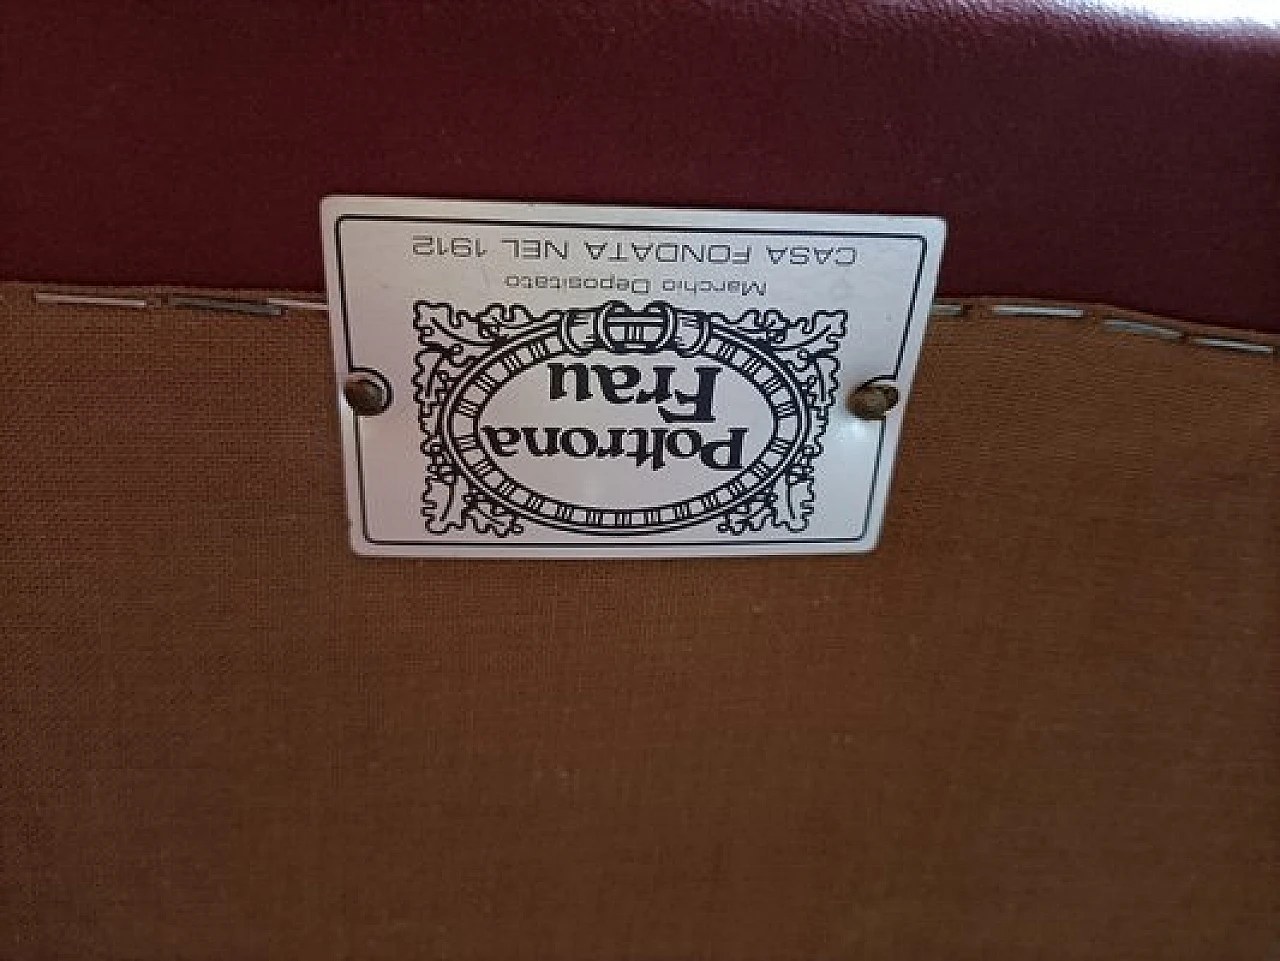 Poltrona
Frau
Marchio Depositato
CASA FONDATA NEL 1912